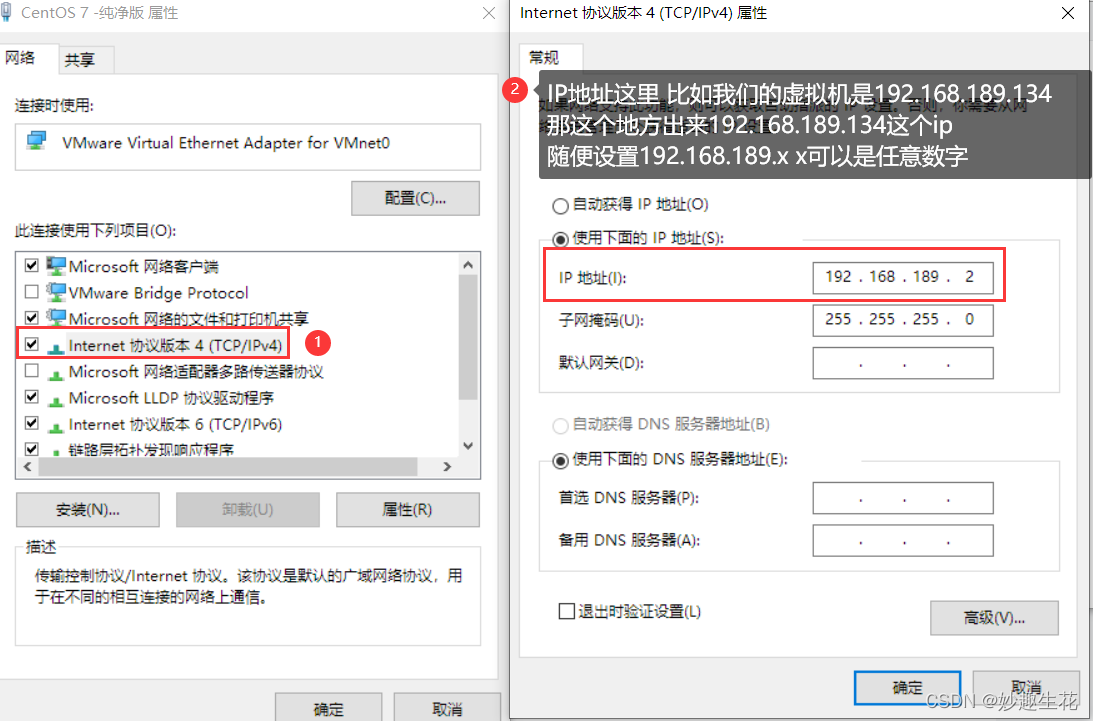 CentOS 7 -纯净版 属性
网络
共享
连接时使用:
VMware Virtual Ethernet Adapter for VMnet0
配置(C)...
此连接使用下列项目(O):
Microsoft 网络客户端
VMware Bridge Protocol
Microsoft 网络的文件和打印机共享
Internet 协议版本 4 (TCP/IPv4)
1
Microsoft 网络适配器多路传送器协议
Microsoft LLDP 协议驱动程序
Internet 协议版本 6 (TCP/IPv6)
链路层拓扑发现响应程序
安装(N)...
卸载(U)
属性(R)
描述
传输控制协议/Internet 协议。该协议是默认的广域网络协议，用
于在不同的相互连接的网络上通信。
确定
取消
Internet 协议版本 4 (TCP/IPv4) 属性
常规
2
IP地址这里 比如我们的虚拟机是192.168.189.134
那这个地方出来192.168.189.134这个ip
随便设置192.168.189.x x可以是任意数字
自动获得 IP 地址(O)
使用下面的 IP 地址(S):
IP 地址(I):
192 . 168 . 189 . 2
子网掩码(U):
255 . 255 . 255 . 0
默认网关(D):
自动获得 DNS 服务器地址(B)
使用下面的 DNS 服务器地址(E):
首选 DNS 服务器(P):
备用 DNS 服务器(A):
退出时验证设置(L)
高级(V)...
确定
取消
CSDN @妙趣生花